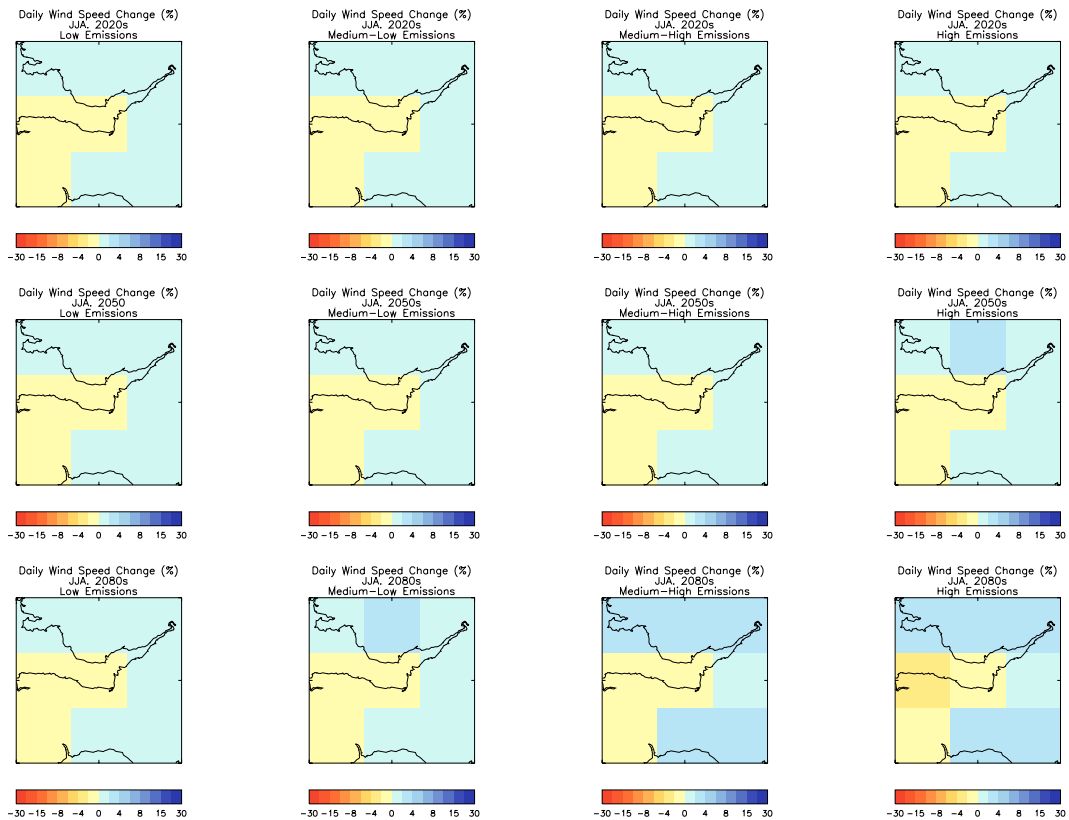 Daily Wind Speed Change (%)
JJA, 2020s
Low Emissions
-30 -15 -8 -4 0 4 8 15 30
Daily Wind Speed Change (%)
JJA, 2020s
Medium-Low Emissions
-30 -15 -8 -4 0 4 8 15 30
Daily Wind Speed Change (%)
JJA, 2020s
Medium-High Emissions
-30 -15 -8 -4 0 4 8 15 30
Daily Wind Speed Change (%)
JJA, 2020s
High Emissions
-30 -15 -8 -4 0 4 8 15 30
Daily Wind Speed Change (%)
JJA, 2050
Low Emissions
-30 -15 -8 -4 0 4 8 15 30
Daily Wind Speed Change (%)
JJA, 2050s
Medium-Low Emissions
-30 -15 -8 -4 0 4 8 15 30
Daily Wind Speed Change (%)
JJA, 2050s
Medium-High Emissions
-30 -15 -8 -4 0 4 8 15 30
Daily Wind Speed Change (%)
JJA, 2050s
High Emissions
-30 -15 -8 -4 0 4 8 15 30
Daily Wind Speed Change (%)
JJA, 2080s
Low Emissions
-30 -15 -8 -4 0 4 8 15 30
Daily Wind Speed Change (%)
JJA, 2080s
Medium-Low Emissions
-30 -15 -8 -4 0 4 8 15 30
Daily Wind Speed Change (%)
JJA, 2080s
Medium-High Emissions
-30 -15 -8 -4 0 4 8 15 30
Daily Wind Speed Change (%)
JJA, 2080s
High Emissions
-30 -15 -8 -4 0 4 8 15 30